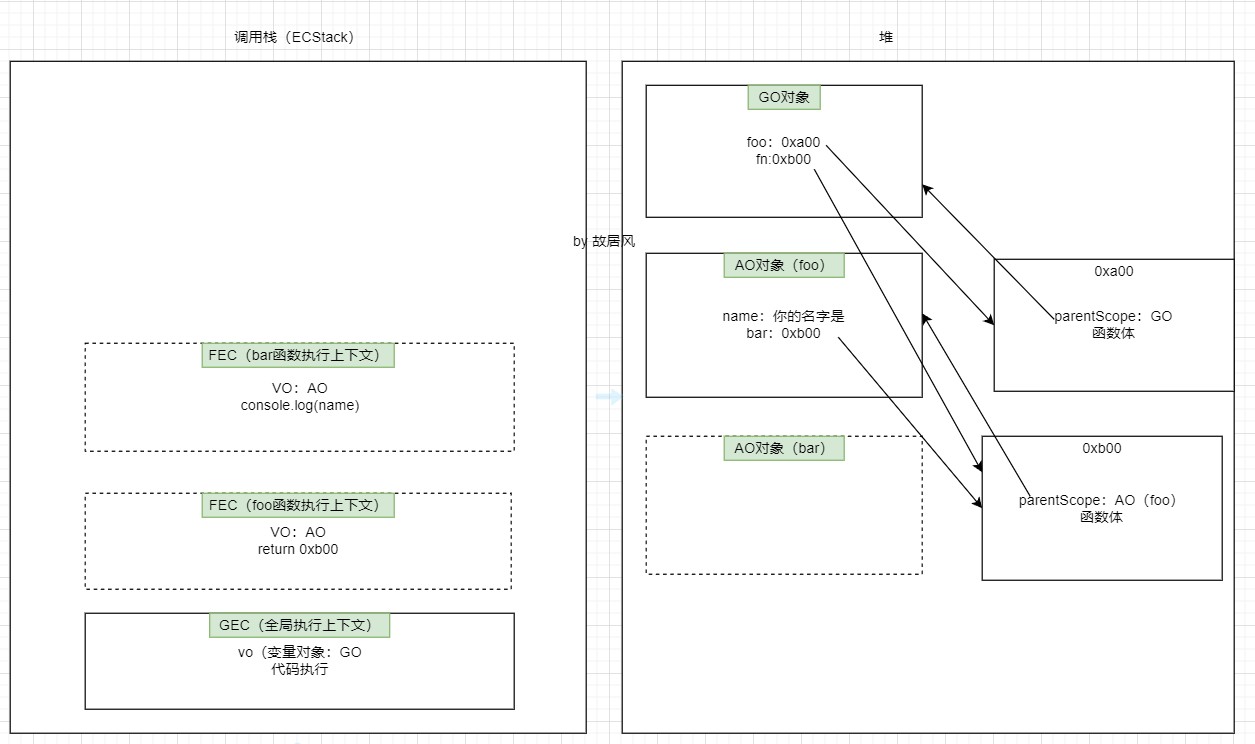 调用栈（ECStack）
FEC（bar函数执行上下文）
VO：AO
console.log(name)
FEC（foo函数执行上下文）
VO：AO
return 0xb00
GEC（全局执行上下文）
vo（变量对象：GO
代码执行
by 故居风
堆
GO对象
foo：0xa00
fn:0xb00
AO对象（foo）
name：你的名字是
bar：0xb00
0xa00
parentScope：GO
函数体
AO对象（bar）
0xb00
parentScope：AO（foo）
函数体